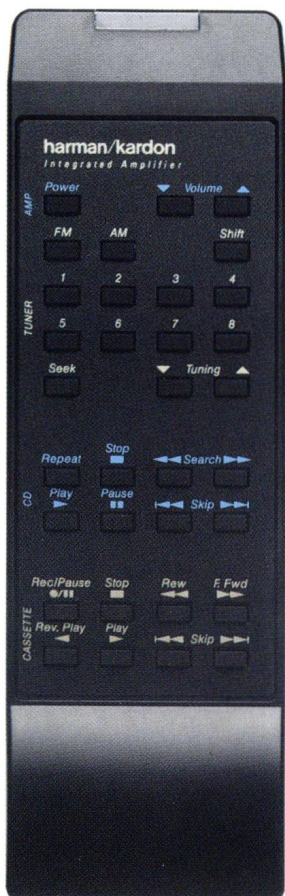 harman/kardon
Integrated Amplifier
AMP
Power ▼ Volume ▲
FM AM Shift
TUNER
1 2 3 4
5 6 7 8
Seek ▼ Tuning ▲
CD
Repeat Stop ◄◄ Search ►►
Play Pause Skip
CASSETTE
Rec/Pause Stop Rew F. Fwd
Rev. Play Play Skip